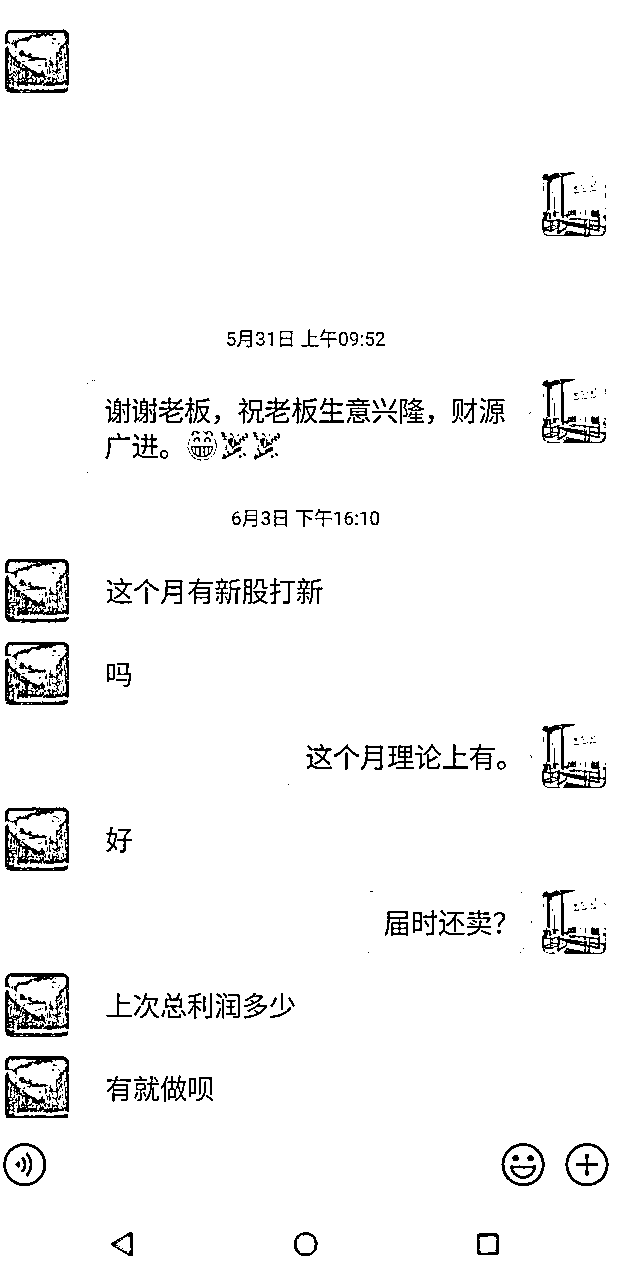 5月31日 上午09:52
谢谢老板，祝老板生意兴隆，财源
广进。😁🎉🎉
6月3日 下午16:10
这个月有新股打新
吗
这个月理论上有。
好
届时还卖？
上次总利润多少
有就做呗